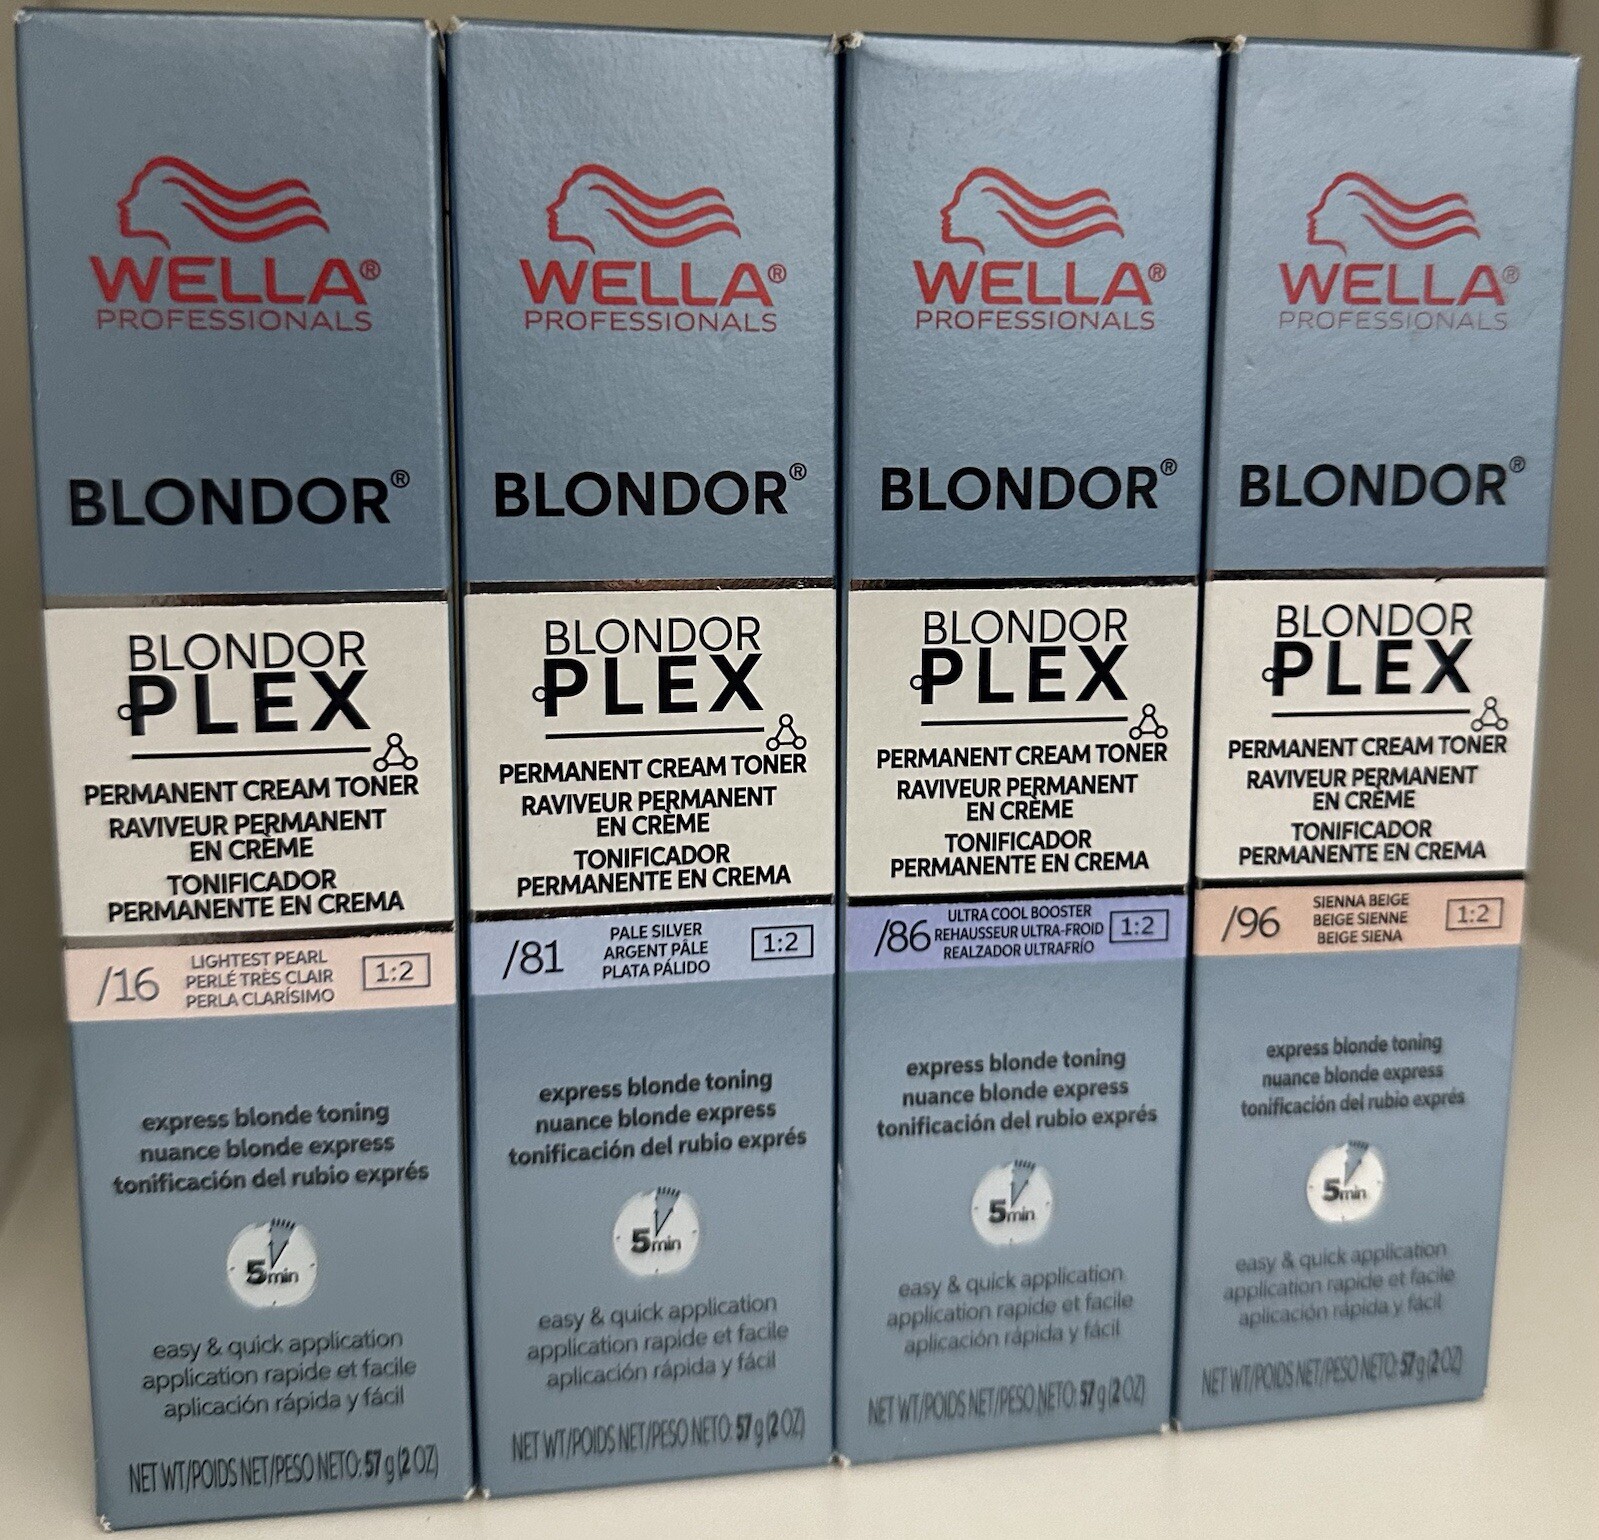 WELLA®
PROFESSIONALS
BLONDOR®
BLONDOR
PLEX
PERMANENT CREAM TONER
RAVIVEUR PERMANENT
EN CRÈME
TONIFICADOR
PERMANENTE EN CREMA
/16
LIGHTEST PEARL
PERLÉ TRÈS CLAIR
PERLA CLARÍSIMO
1:2
express blonde toning
nuance blonde express
tonificación del rubio exprés
5min
easy & quick application
application rapide et facile
aplicación rápida y fácil
NET WT/POIDS NET/PESO NETO: 57 g (2 OZ)
WELLA®
PROFESSIONALS
BLONDOR®
BLONDOR
PLEX
PERMANENT CREAM TONER
RAVIVEUR PERMANENT
EN CRÈME
TONIFICADOR
PERMANENTE EN CREMA
/81
PALE SILVER
ARGENT PÂLE
PLATA PÁLIDO
1:2
express blonde toning
nuance blonde express
tonificación del rubio exprés
5min
easy & quick application
application rapide et facile
aplicación rápida y fácil
NET WT/POIDS NET/PESO NETO: 57 g (2 OZ)
WELLA®
PROFESSIONALS
BLONDOR®
BLONDOR
PLEX
PERMANENT CREAM TONER
RAVIVEUR PERMANENT
EN CRÈME
TONIFICADOR
PERMANENTE EN CREMA
/86
ULTRA COOL BOOSTER
REHAUSSEUR ULTRA-FROID
REALZADOR ULTRAFRÍO
1:2
express blonde toning
nuance blonde express
tonificación del rubio exprés
5min
easy & quick application
application rapide et facile
aplicación rápida y fácil
NET WT/POIDS NET/PESO NETO: 57 g (2 OZ)
WELLA®
PROFESSIONALS
BLONDOR®
BLONDOR
PLEX
PERMANENT CREAM TONER
RAVIVEUR PERMANENT
EN CRÈME
TONIFICADOR
PERMANENTE EN CREMA
/96
SIENNA BEIGE
BEIGE SIENNE
BEIGE SIENA
1:2
express blonde toning
nuance blonde express
tonificación del rubio exprés
5min
easy & quick application
application rapide et facile
aplicación rápida y fácil
NET WT/POIDS NET/PESO NETO: 57 g (2 OZ)